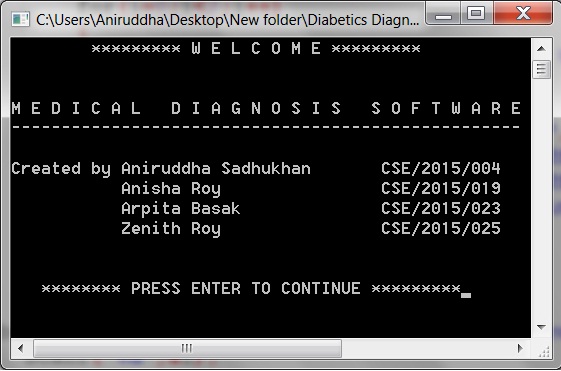 C:\Users\Aniruddha\Desktop\New folder\Diabetics Diagn...
********* W E L C O M E *********
M E D I C A L   D I A G N O S I S   S O F T W A R E
---------------------------------------------------
Created by Aniruddha Sadhukhan       CSE/2015/004
Anisha Roy                CSE/2015/019
Arpita Basak              CSE/2015/023
Zenith Roy                CSE/2015/025
******** PRESS ENTER TO CONTINUE *********_